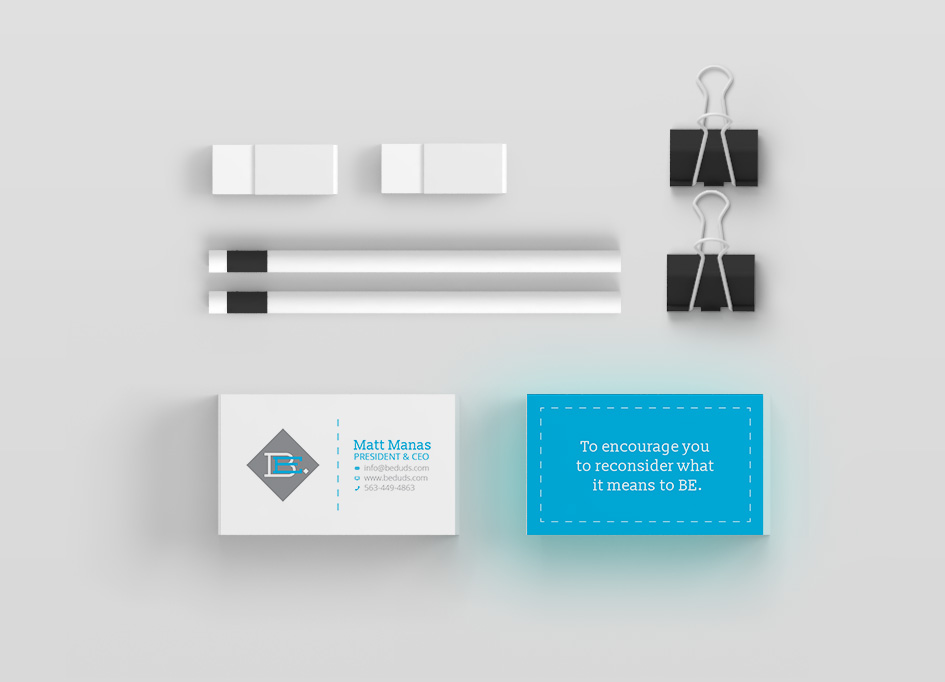 BE.
Matt Manas
PRESIDENT & CEO
info@beduds.com
www.beduds.com
563-449-4863
To encourage you
to reconsider what
it means to BE.